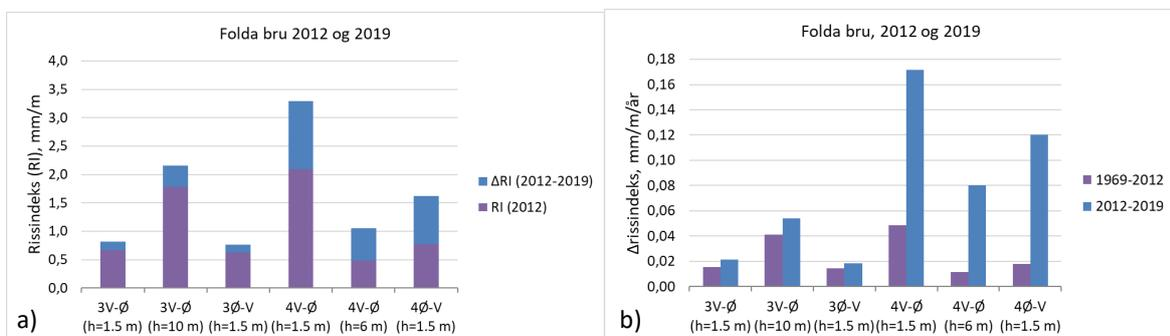 Folda bru 2012 og 2019
Rissindeks (RI), mm/m
4,0
3,5
3,0
2,5
2,0
1,5
1,0
0,5
0,0
3V-Ø 3V-Ø 3Ø-V 4V-Ø 4V-Ø 4Ø-V
(h=1.5 m) (h=10 m) (h=1.5 m) (h=1.5 m) (h=6 m) (h=1.5 m)
ΔRI (2012-2019)
RI (2012)
a)
Folda bru, 2012 og 2019
Δrissindeks, mm/m/år
0,18
0,16
0,14
0,12
0,10
0,08
0,06
0,04
0,02
0,00
3V-Ø 3V-Ø 3Ø-V 4V-Ø 4V-Ø 4Ø-V
(h=1.5 m) (h=10 m) (h=1.5 m) (h=1.5 m) (h=6 m) (h=1.5 m)
1969-2012
2012-2019
b)